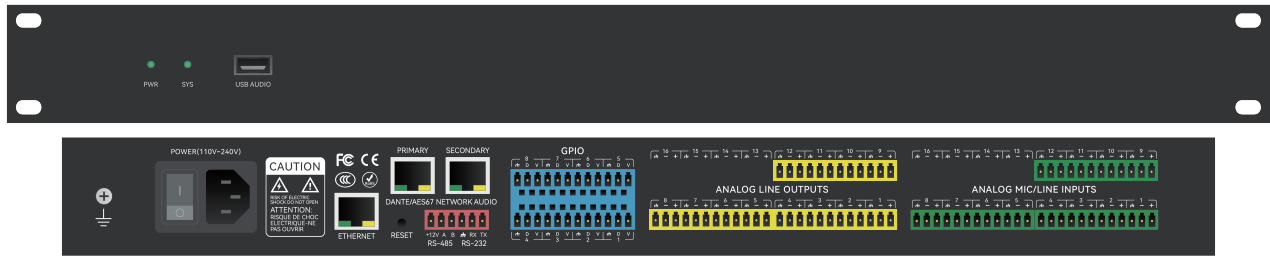 PWR SYS USB AUDIO
POWER(110V~240V)
CAUTION
RISK OF ELECTRIC
SHOCK DO NOT OPEN
ATTENTION:
RISQUE DE CHOC
ELECTRIQUE-NE
PAS OUVRIR
FC CE
CCC
ETHERNET
PRIMARY SECONDARY
DANTE/AES67 NETWORK AUDIO
RESET
+12V A B RX TX
RS-485 RS-232
GPIO
8 7 6 5
D V D V D V D V
D V D V D V D V
4 3 2 1
16 15 14 13 12 11 10 9
- + - + - + - + - + - + - + - +
ANALOG LINE OUTPUTS
8 7 6 5 4 3 2 1
- + - + - + - + - + - + - + - +
16 15 14 13 12 11 10 9
- + - + - + - + - + - + - + - +
ANALOG MIC/LINE INPUTS
8 7 6 5 4 3 2 1
- + - + - + - + - + - + - + - +